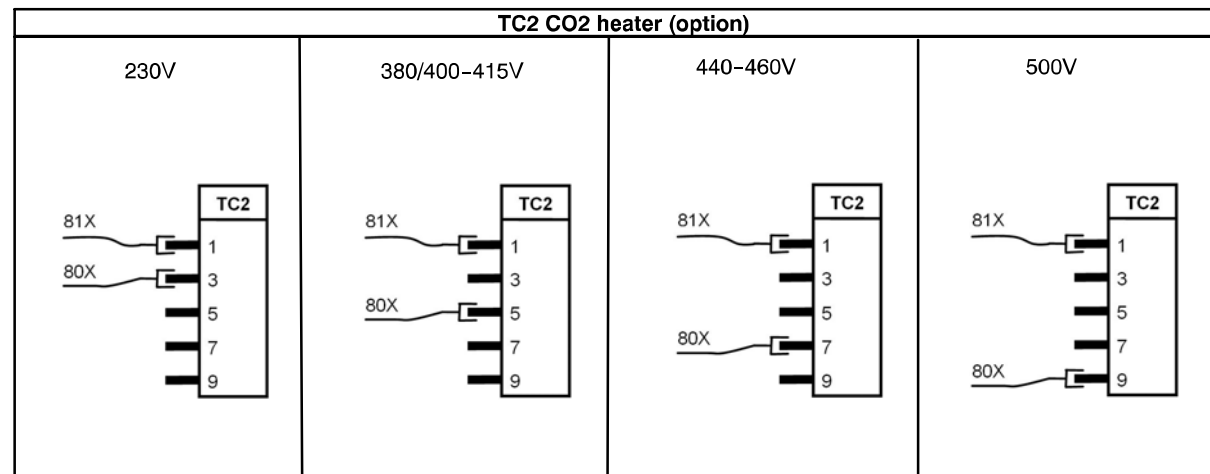 TC2 CO2 heater (option)
230V
380/400-415V
440-460V
500V
TC2
81X
1
80X
3
5
7
9
TC2
81X
1
3
80X
5
7
9
TC2
81X
1
3
5
80X
7
9
TC2
81X
1
3
5
7
80X
9